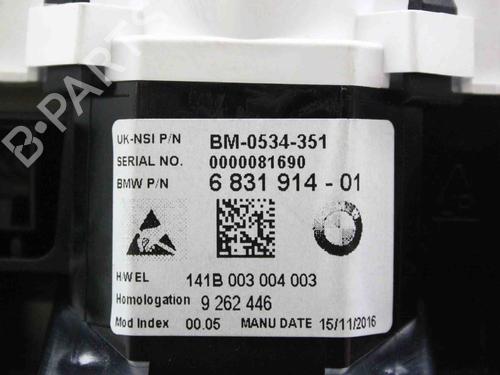 B-PARTS
UK-NSI P/N BM-0534-351
SERIAL NO. 0000081690
BMW P/N 6 831 914 - 01
H/W EL 141B 003 004 003
Homologation 9 262 446
Mod Index 00.05 MANU DATE 15/11/2016